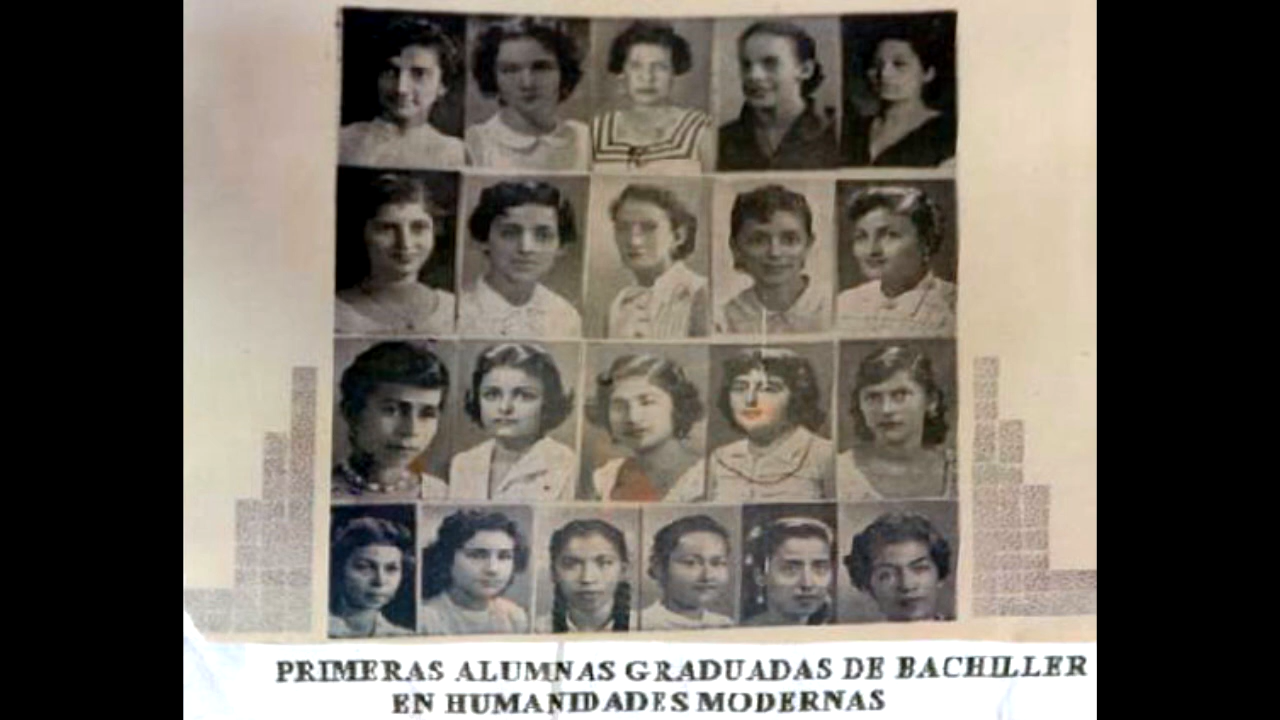 PRIMERAS ALUMNAS GRADUADAS DE BACHILLER
EN HUMANIDADES MODERNAS